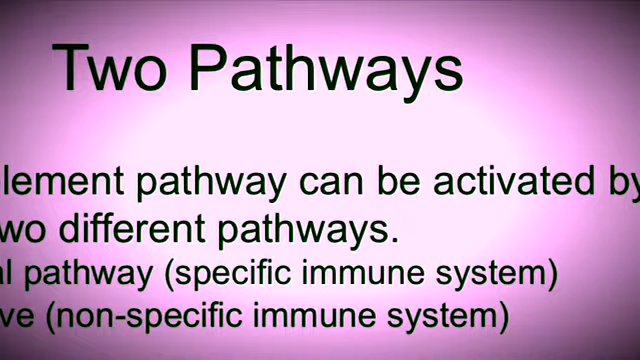 Two Pathways
lement pathway can be activated by
wo different pathways.
al pathway (specific immune system)
ve (non-specific immune system)